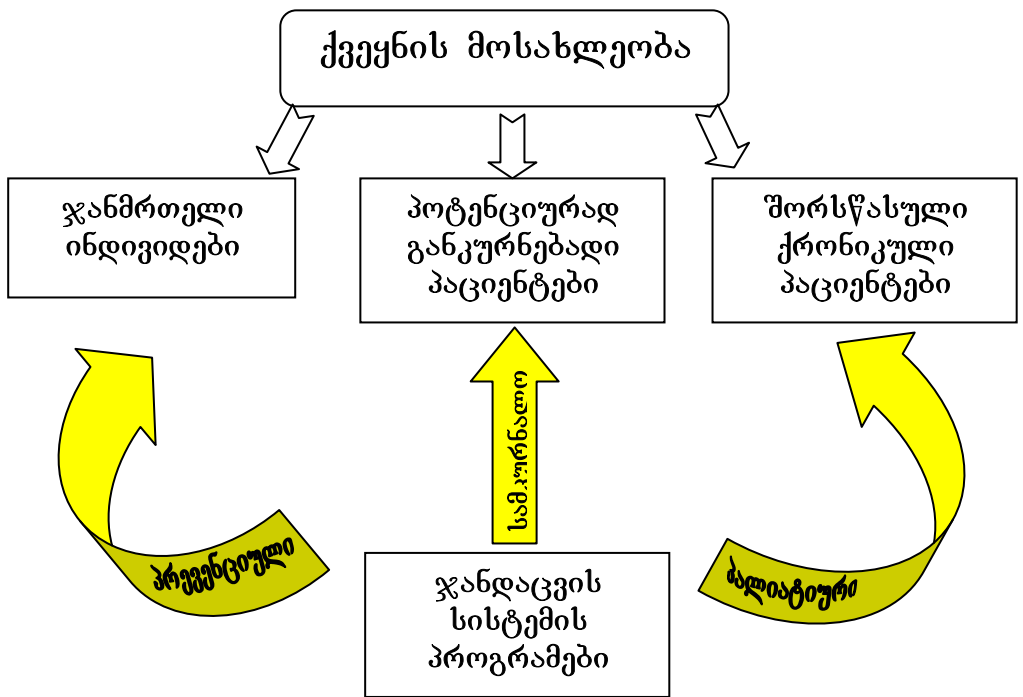 ქვეყნის მოსახლეობა
ჯანმრთელი
ინდივიდები
პოტენციურად
განკურნებადი
პაციენტები
შორსწასული
ქრონიკული
პაციენტები
სამკურნალო
პრევენციული
პალიატიური
ჯანდაცვის
სისტემის
პროგრამები